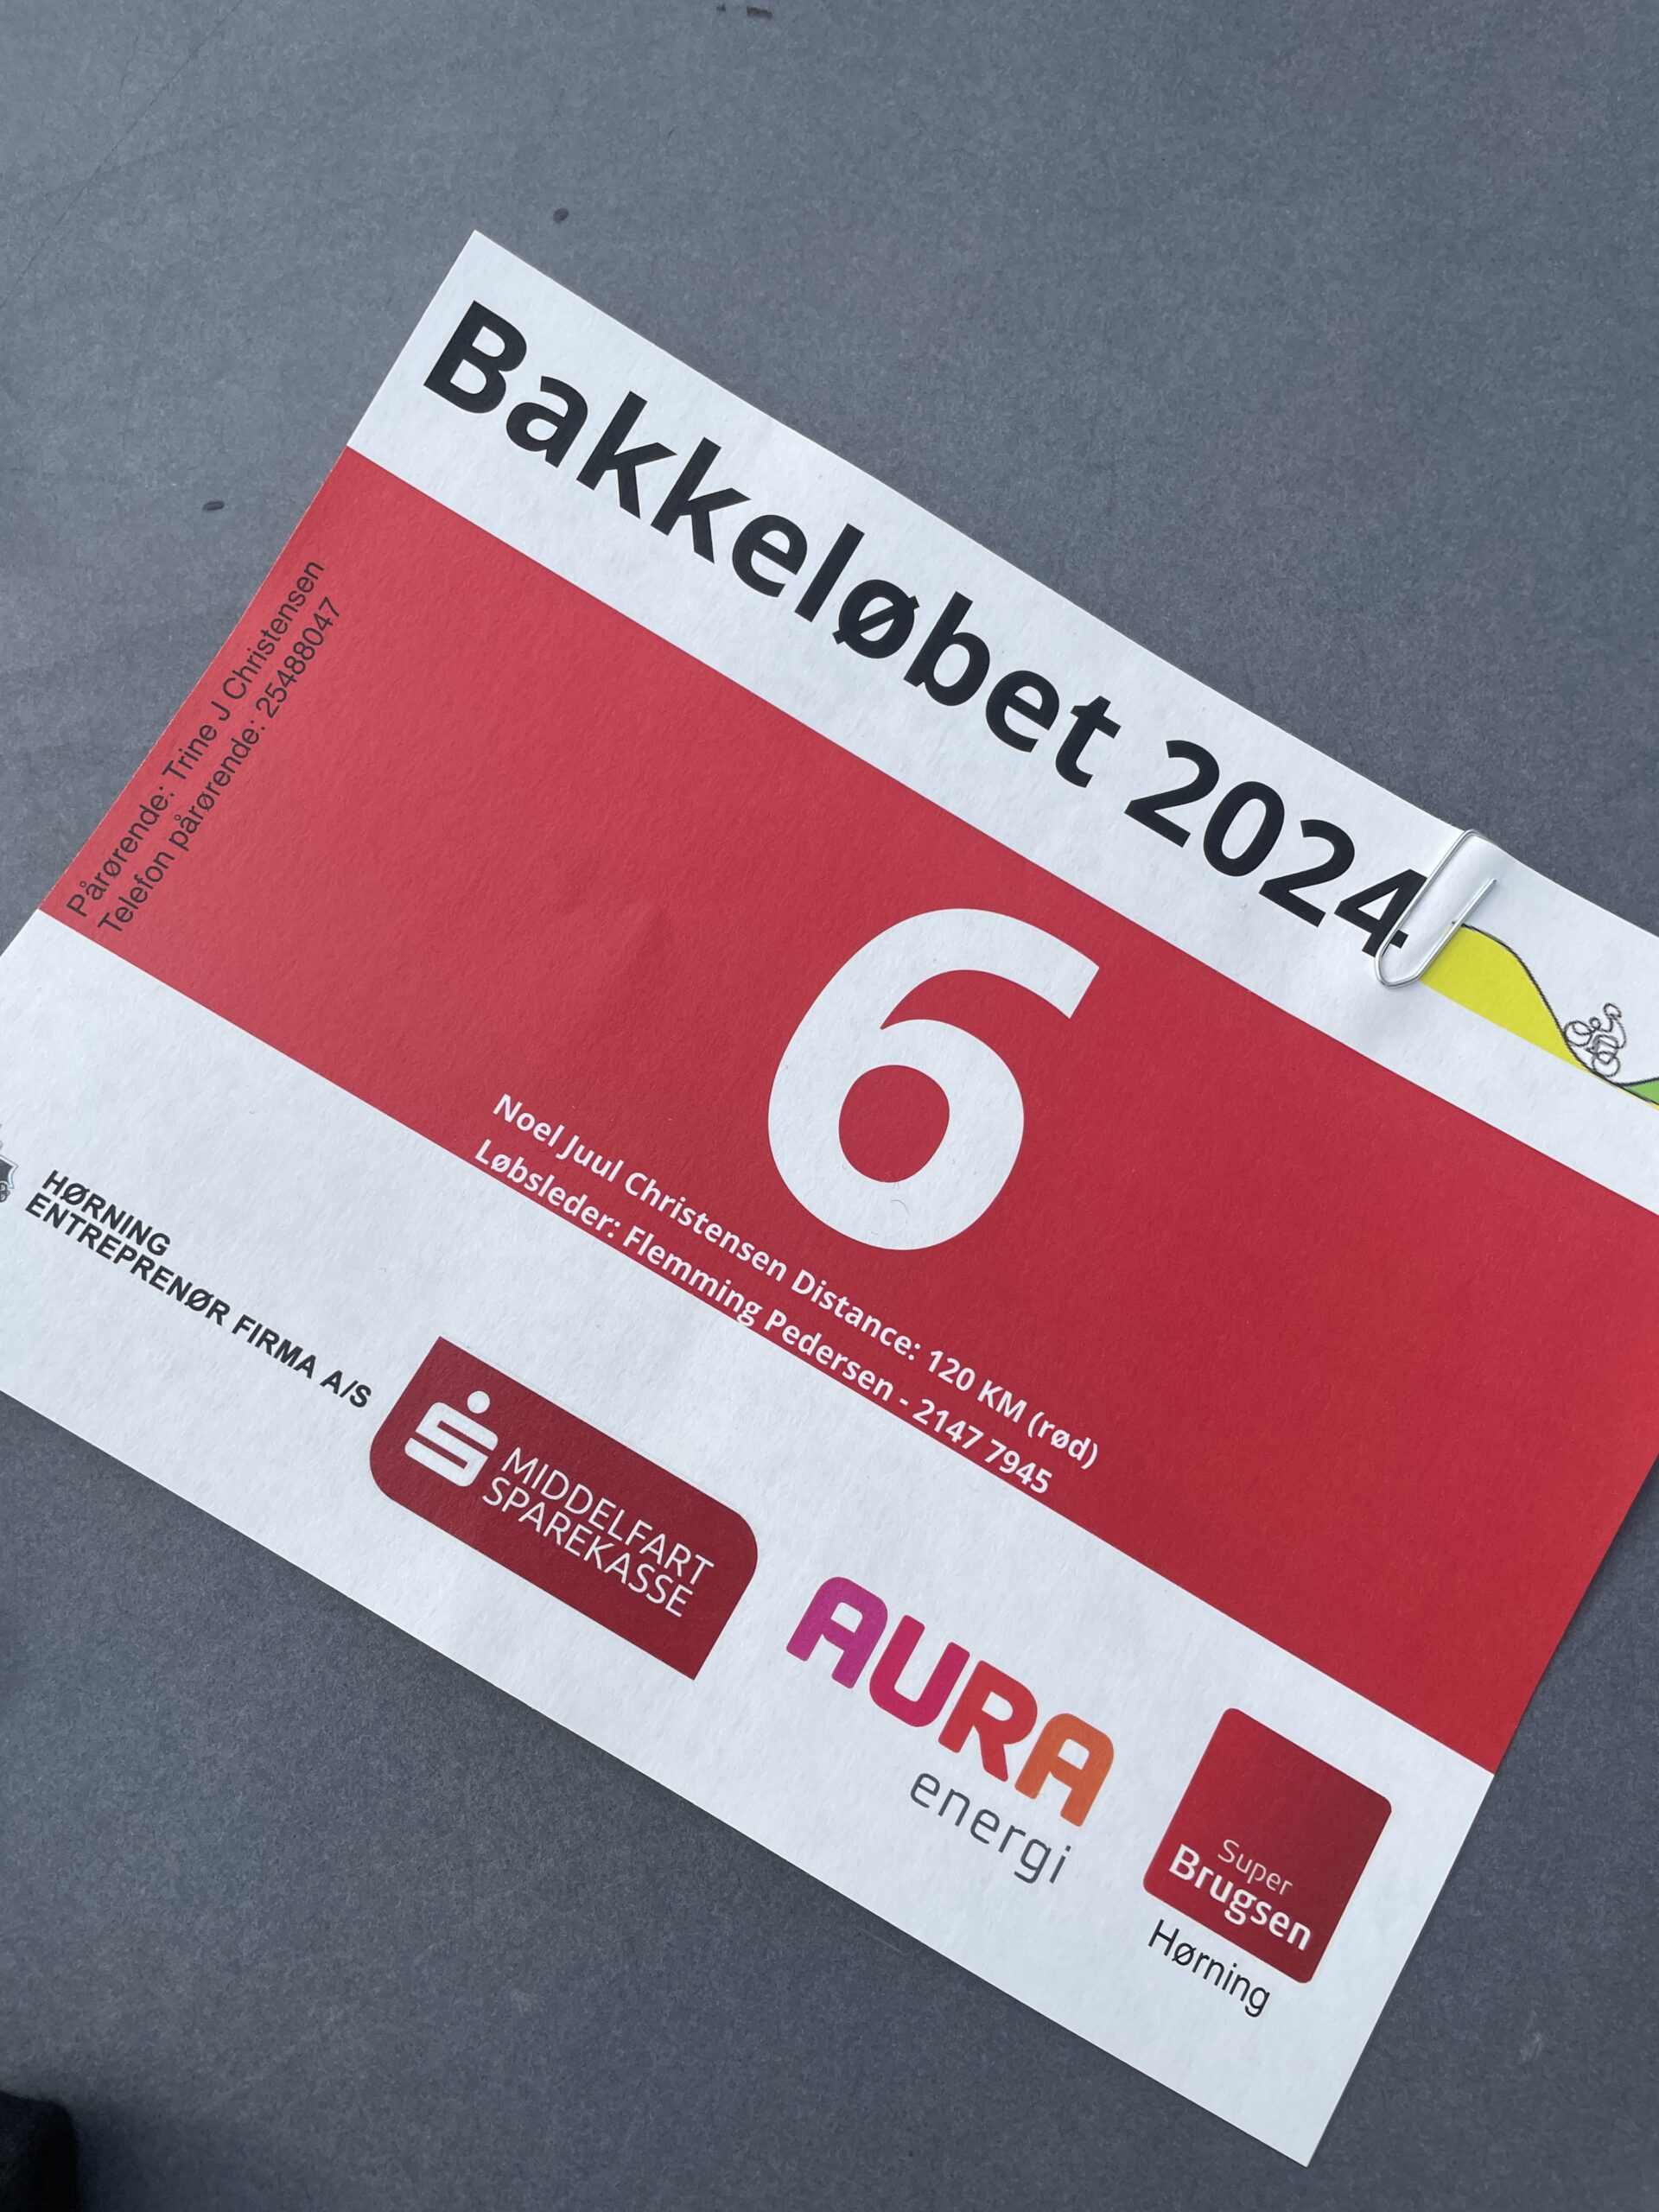 Bakkeløbet 2024
Pårørende: Trine J Christensen
Telefon pårørende: 25488047
6
Noel Juul Christensen Distance: 120 KM (rød)
Løbsleder: Flemming Pedersen - 2147 7945
HØRNING
ENTREPRENØR FIRMA A/S
MIDDELFART
SPAREKASSE
AURA
energi
Super
Brugsen
Hørning